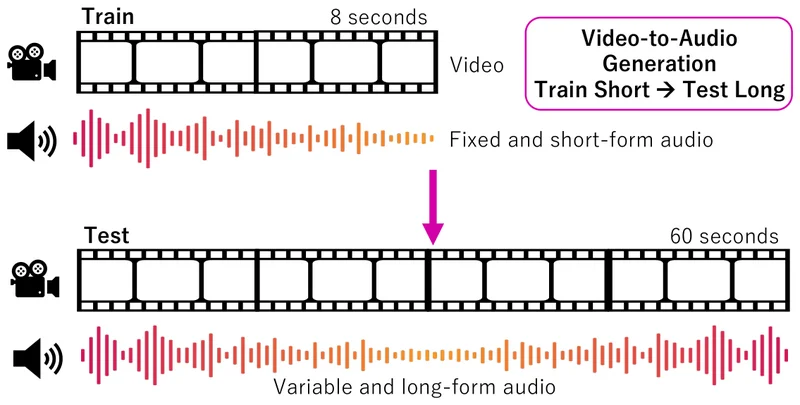 Train
8 seconds
Video-to-Audio
Generation
Train Short → Test Long
Video
Fixed and short-form audio
Test
60 seconds
Variable and long-form audio